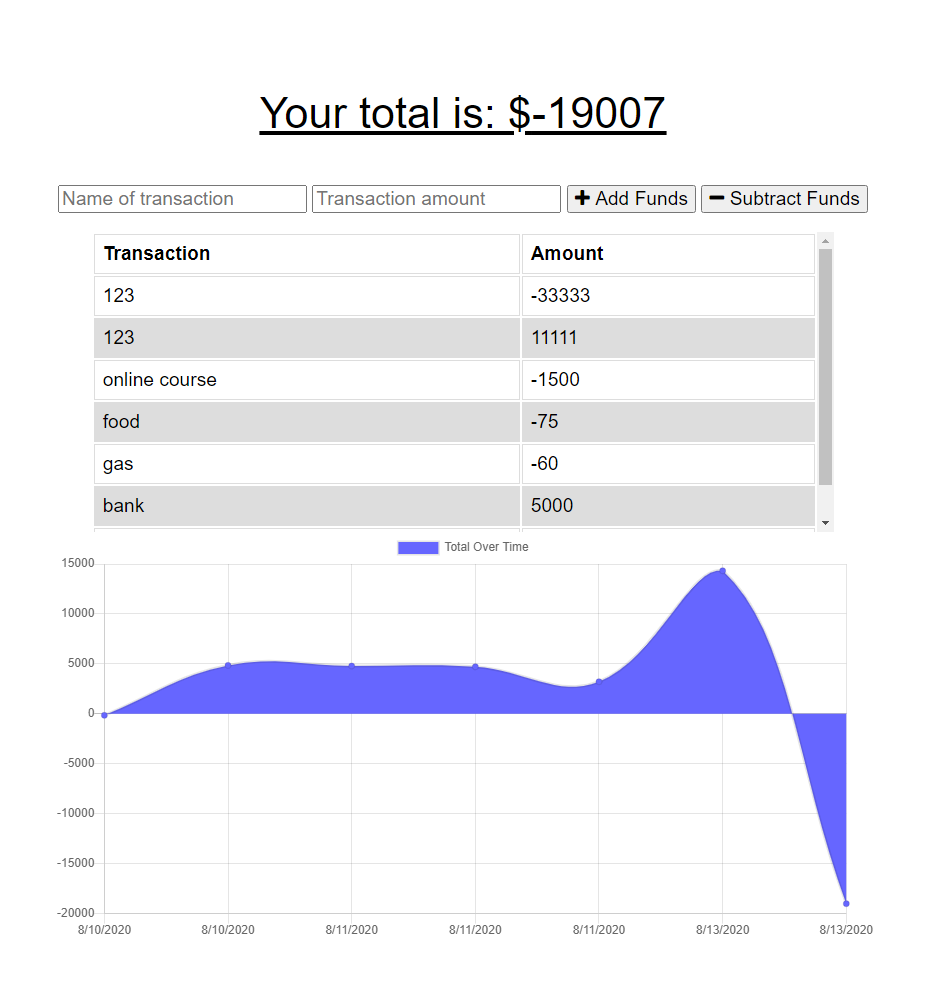 Your total is: $-19007
Name of transaction Transaction amount Add Funds Subtract Funds
Transaction Amount
123 -33333
123 11111
online course -1500
food -75
gas -60
bank 5000
Total Over Time
15000
10000
5000
0
-5000
-10000
-15000
-20000
8/10/2020 8/10/2020 8/11/2020 8/11/2020 8/11/2020 8/13/2020 8/13/2020